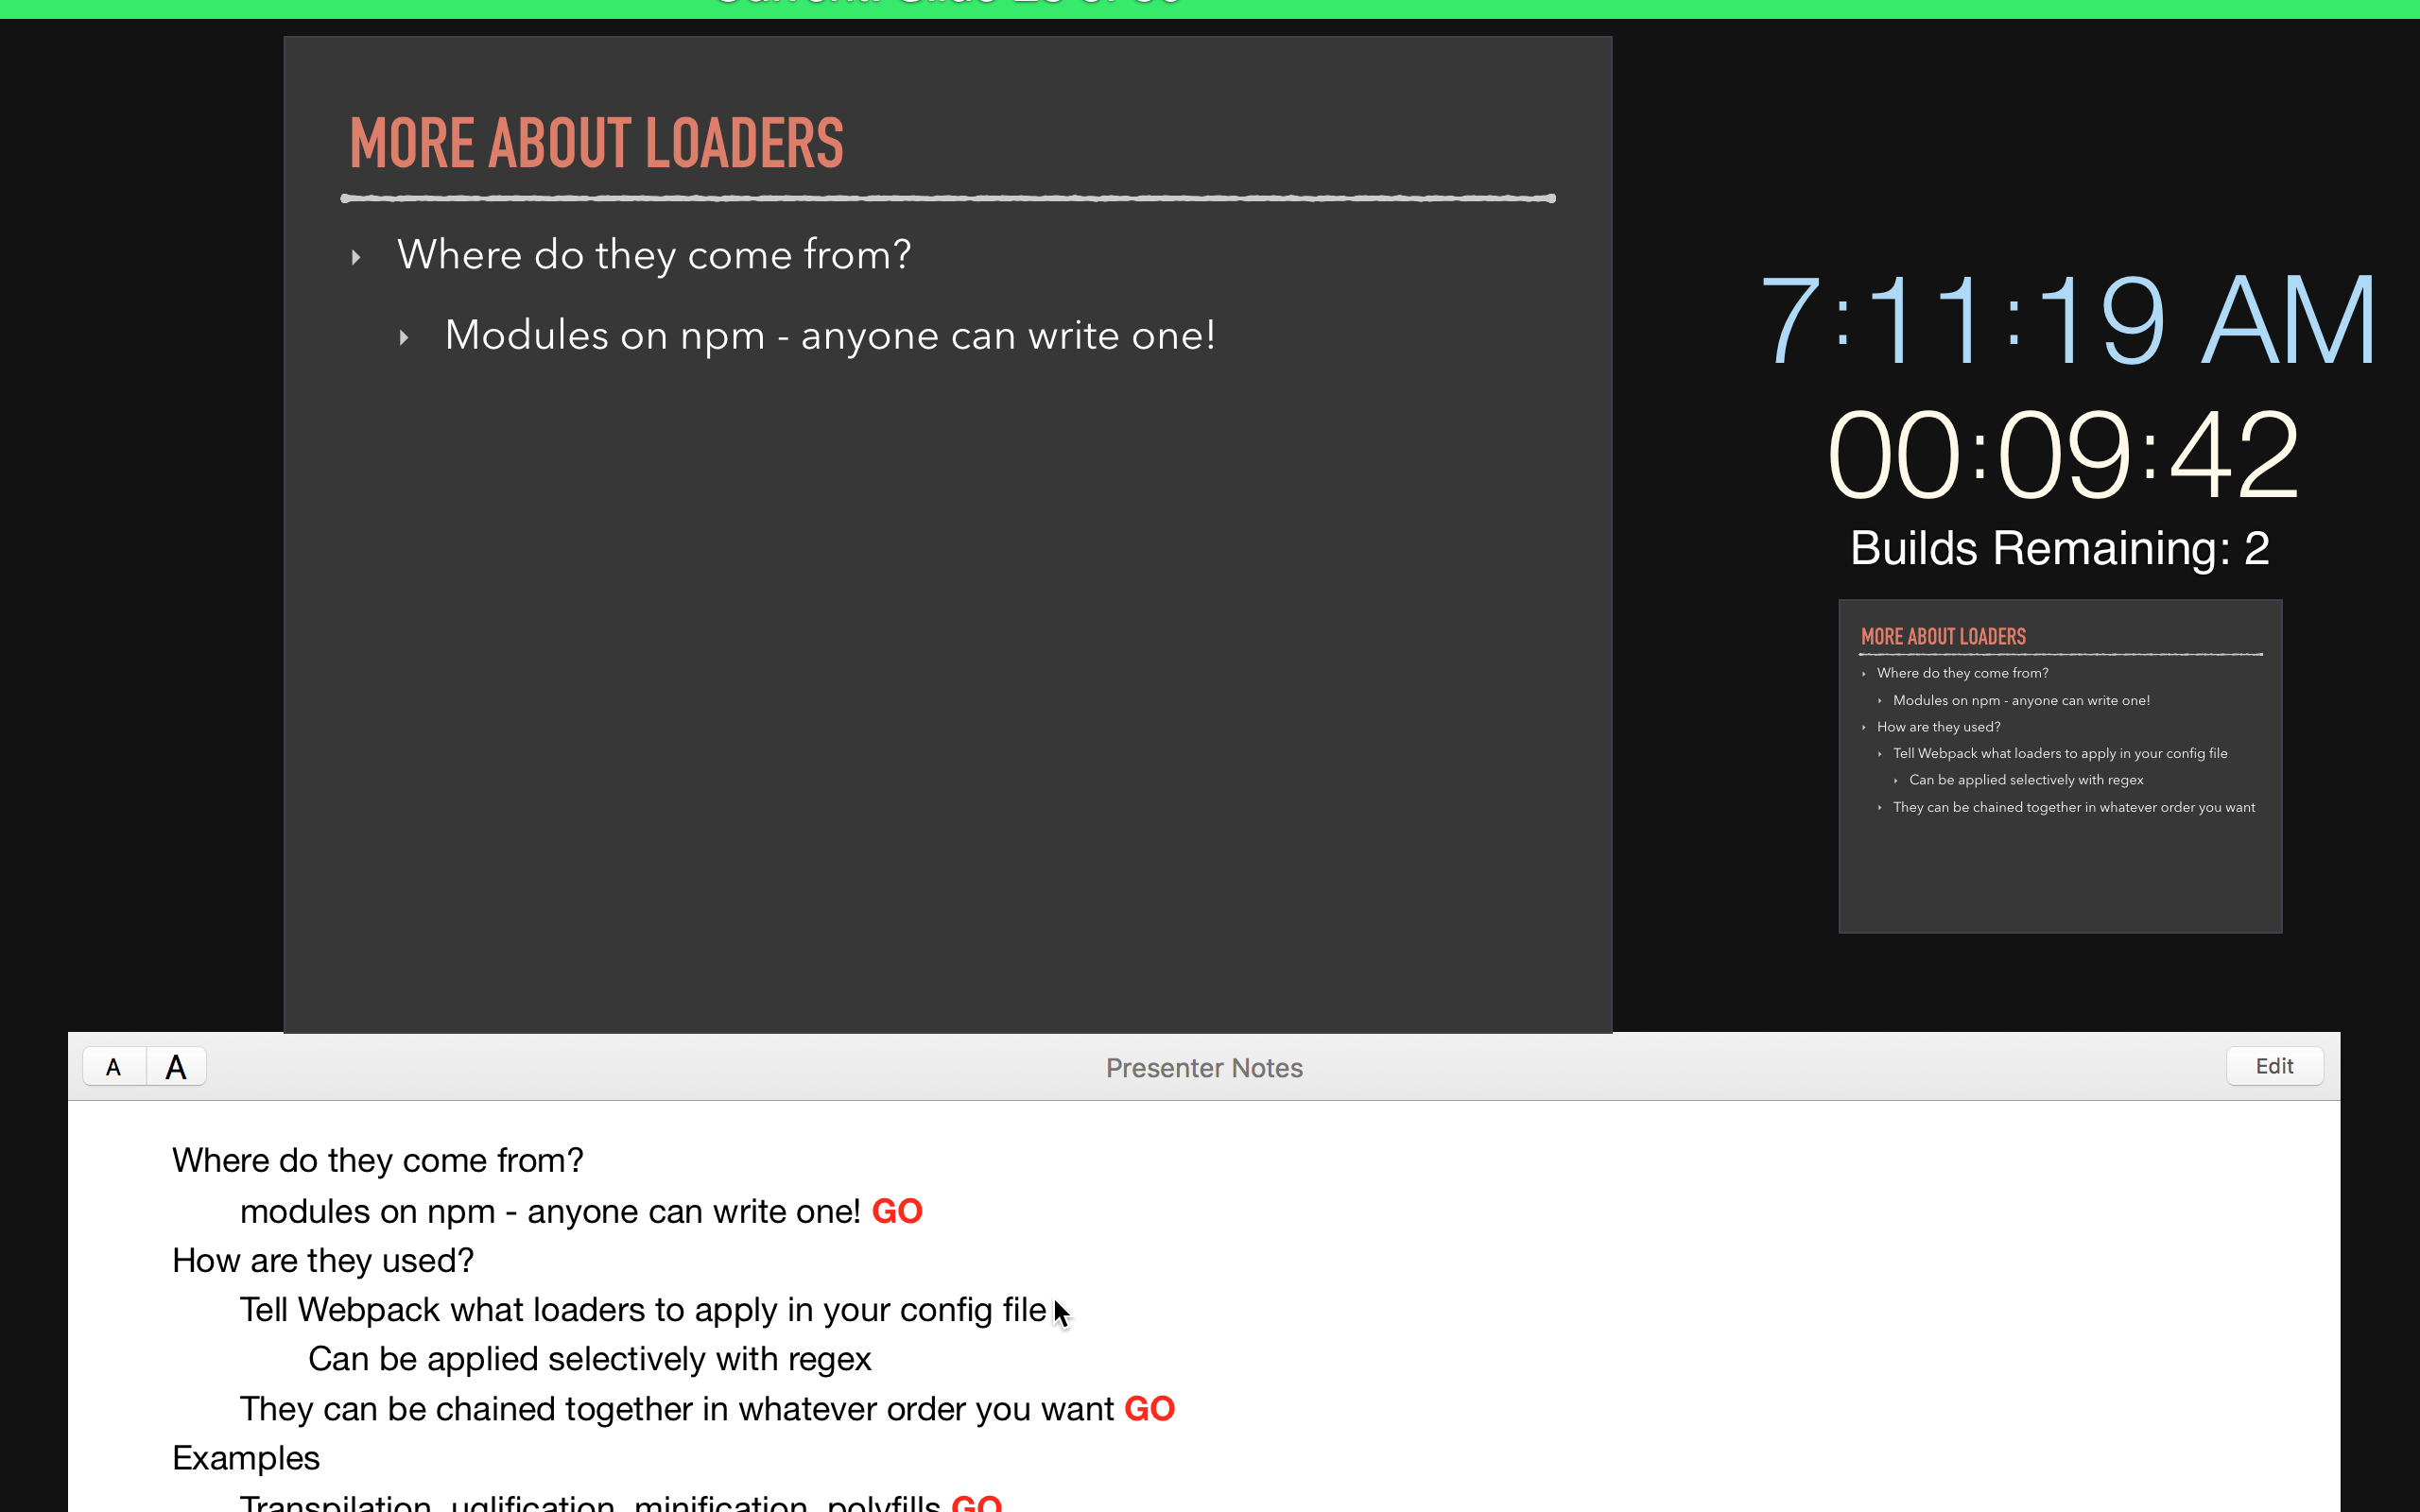 MORE ABOUT LOADERS
Where do they come from?
Modules on npm - anyone can write one!
7:11:19 AM
00:09:42
Builds Remaining: 2
MORE ABOUT LOADERS
Where do they come from?
Modules on npm - anyone can write one!
How are they used?
Tell Webpack what loaders to apply in your config file
Can be applied selectively with regex
They can be chained together in whatever order you want
A A Presenter Notes Edit
Where do they come from?
modules on npm - anyone can write one! GO
How are they used?
Tell Webpack what loaders to apply in your config file
Can be applied selectively with regex
They can be chained together in whatever order you want GO
Examples
Transpilation, uglification, minification, polyfills GO